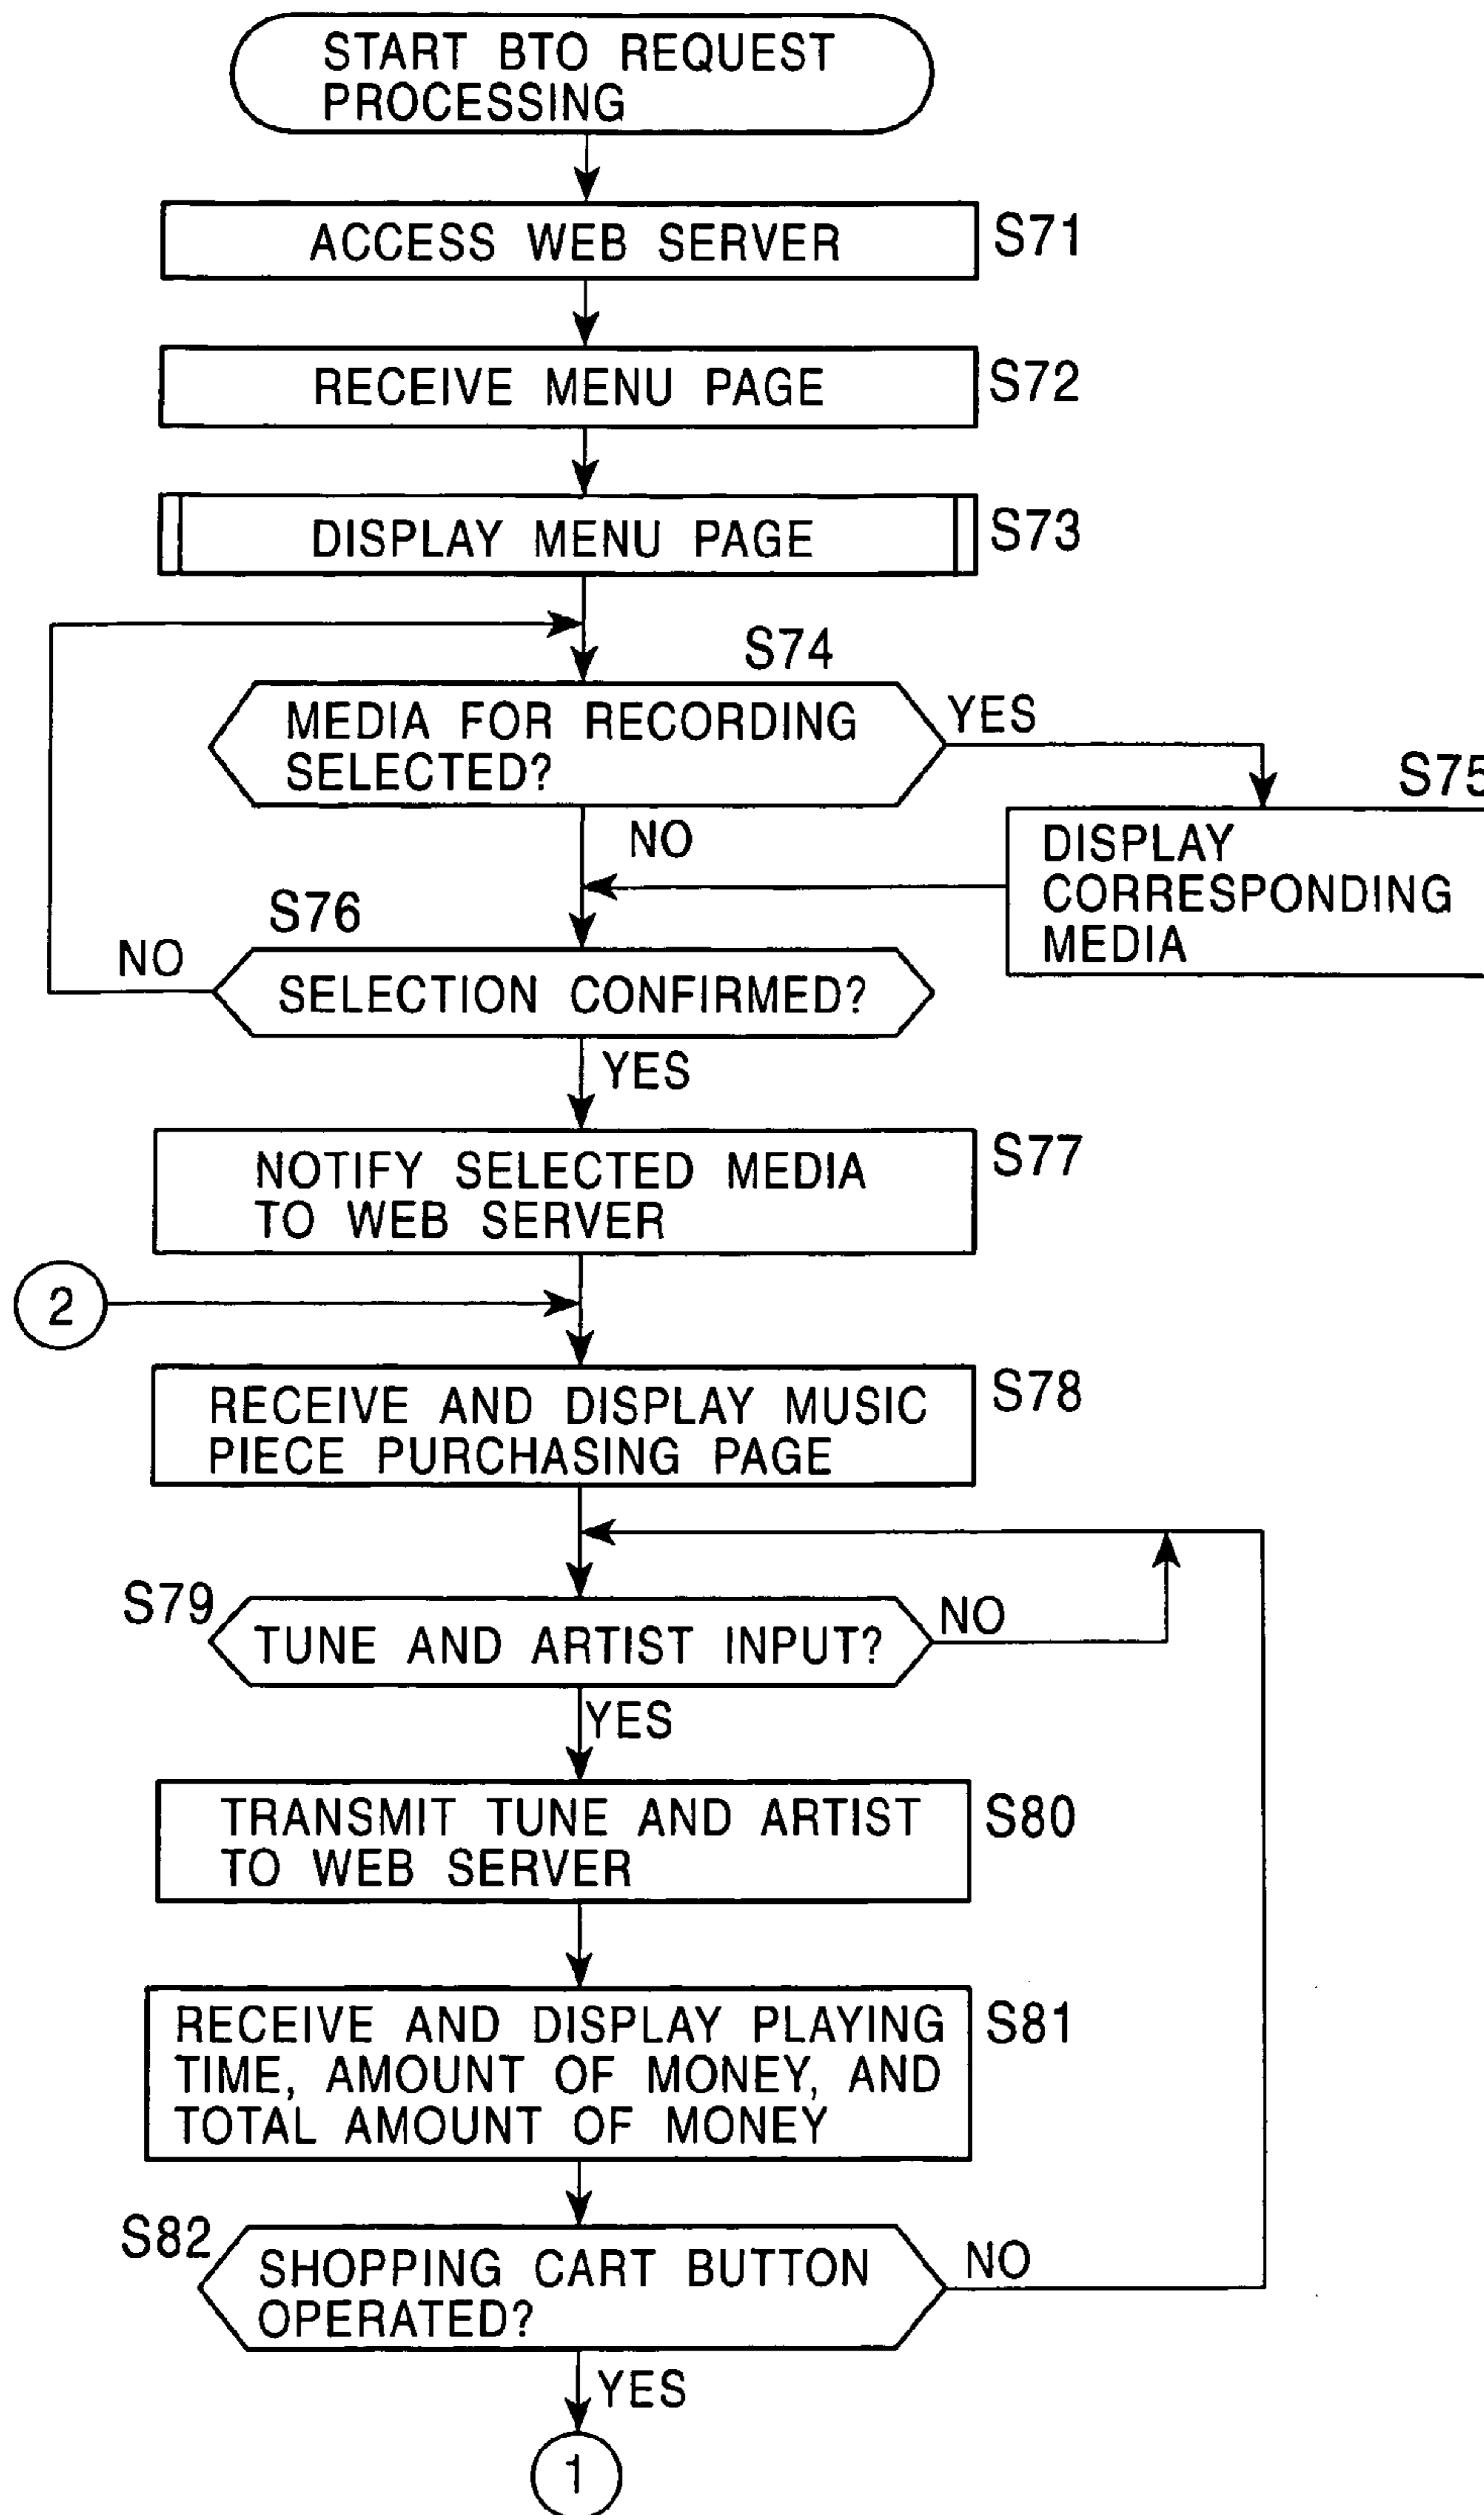 START BTO REQUEST
PROCESSING
ACCESS WEB SERVER
S71
RECEIVE MENU PAGE
S72
DISPLAY MENU PAGE
S73
S74
MEDIA FOR RECORDING
SELECTED?
YES
NO
S75
DISPLAY
CORRESPONDING
MEDIA
S76
NO
SELECTION CONFIRMED?
YES
NOTIFY SELECTED MEDIA
TO WEB SERVER
S77
2
RECEIVE AND DISPLAY MUSIC
PIECE PURCHASING PAGE
S78
S79
TUNE AND ARTIST INPUT?
NO
YES
TRANSMIT TUNE AND ARTIST
TO WEB SERVER
S80
RECEIVE AND DISPLAY PLAYING
TIME, AMOUNT OF MONEY, AND
TOTAL AMOUNT OF MONEY
S81
S82
SHOPPING CART BUTTON
OPERATED?
NO
YES
1